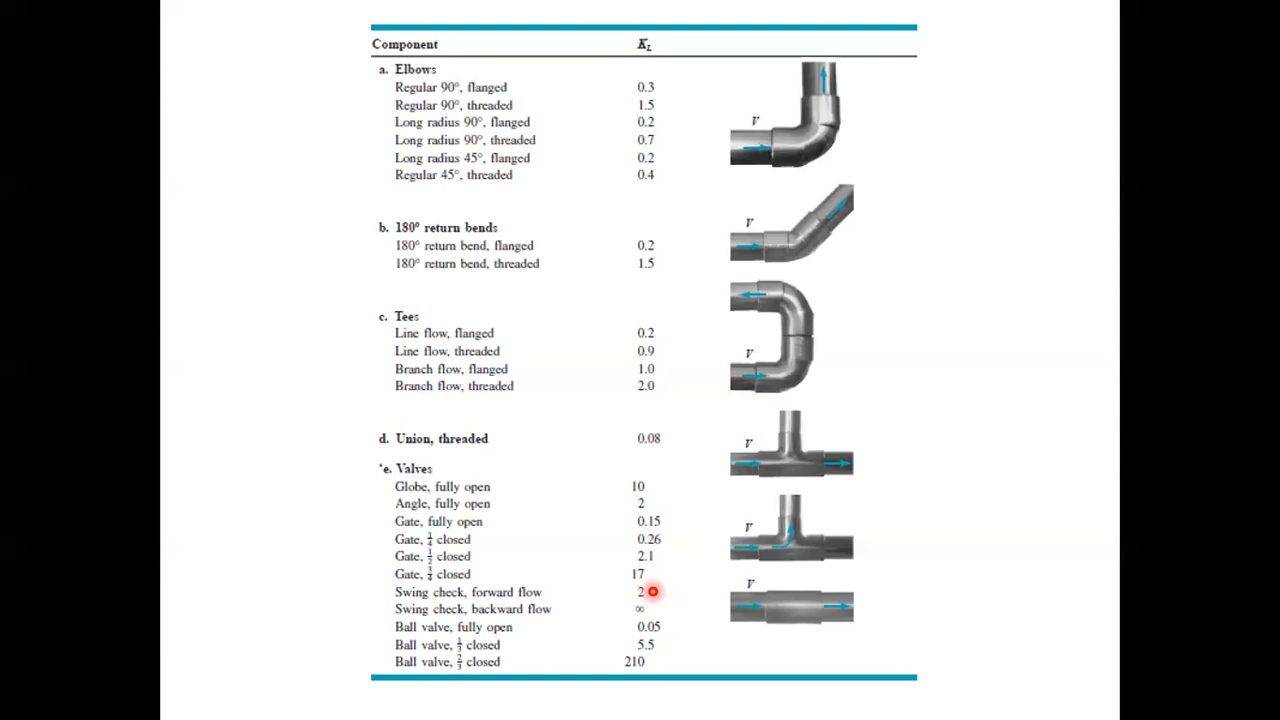 Component K_L
a. Elbows
Regular 90°, flanged 0.3
Regular 90°, threaded 1.5
Long radius 90°, flanged 0.2
Long radius 90°, threaded 0.7
Long radius 45°, flanged 0.2
Regular 45°, threaded 0.4
V
b. 180° return bends
180° return bend, flanged 0.2
180° return bend, threaded 1.5
V
c. Tees
Line flow, flanged 0.2
Line flow, threaded 0.9
Branch flow, flanged 1.0
Branch flow, threaded 2.0
V
d. Union, threaded 0.08
V
*e. Valves
Globe, fully open 10
Angle, fully open 2
Gate, fully open 0.15
Gate, 1/4 closed 0.26
Gate, 1/2 closed 2.1
Gate, 3/4 closed 17
Swing check, forward flow 2
Swing check, backward flow ∞
Ball valve, fully open 0.05
Ball valve, 1/3 closed 5.5
Ball valve, 2/3 closed 210
V
V